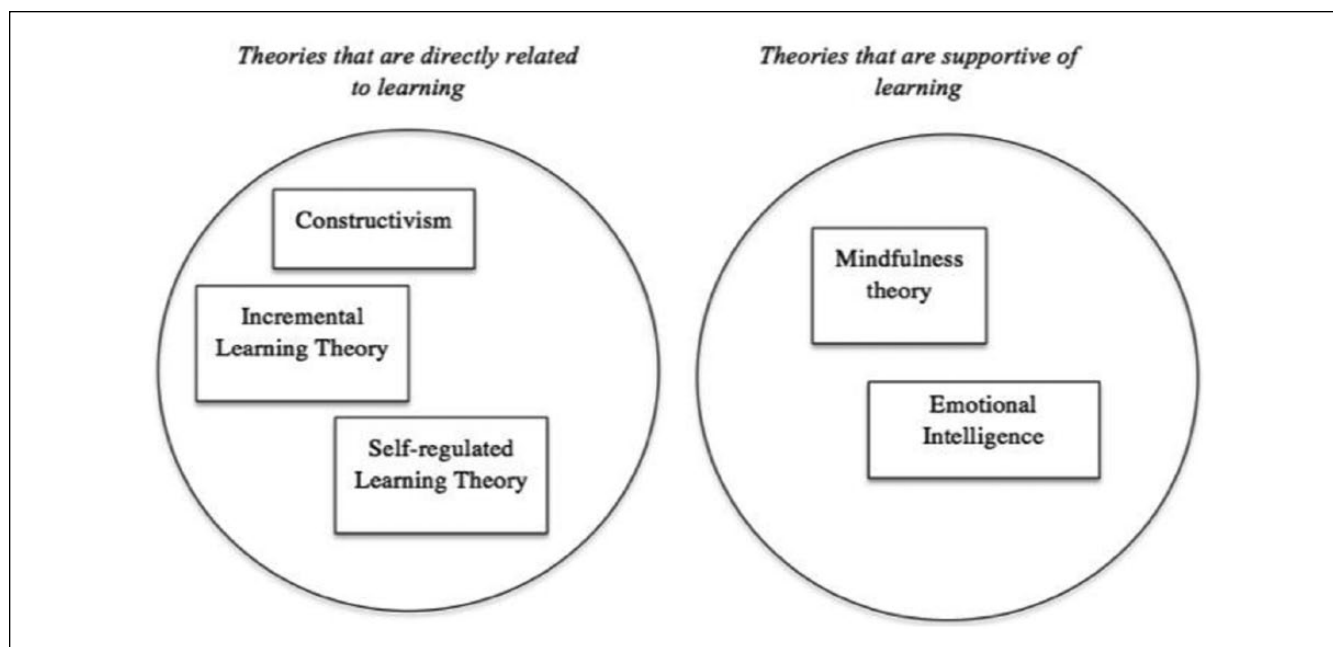 Theories that are directly related
to learning
Constructivism
Incremental
Learning Theory
Self-regulated
Learning Theory
Theories that are supportive of
learning
Mindfulness
theory
Emotional
Intelligence